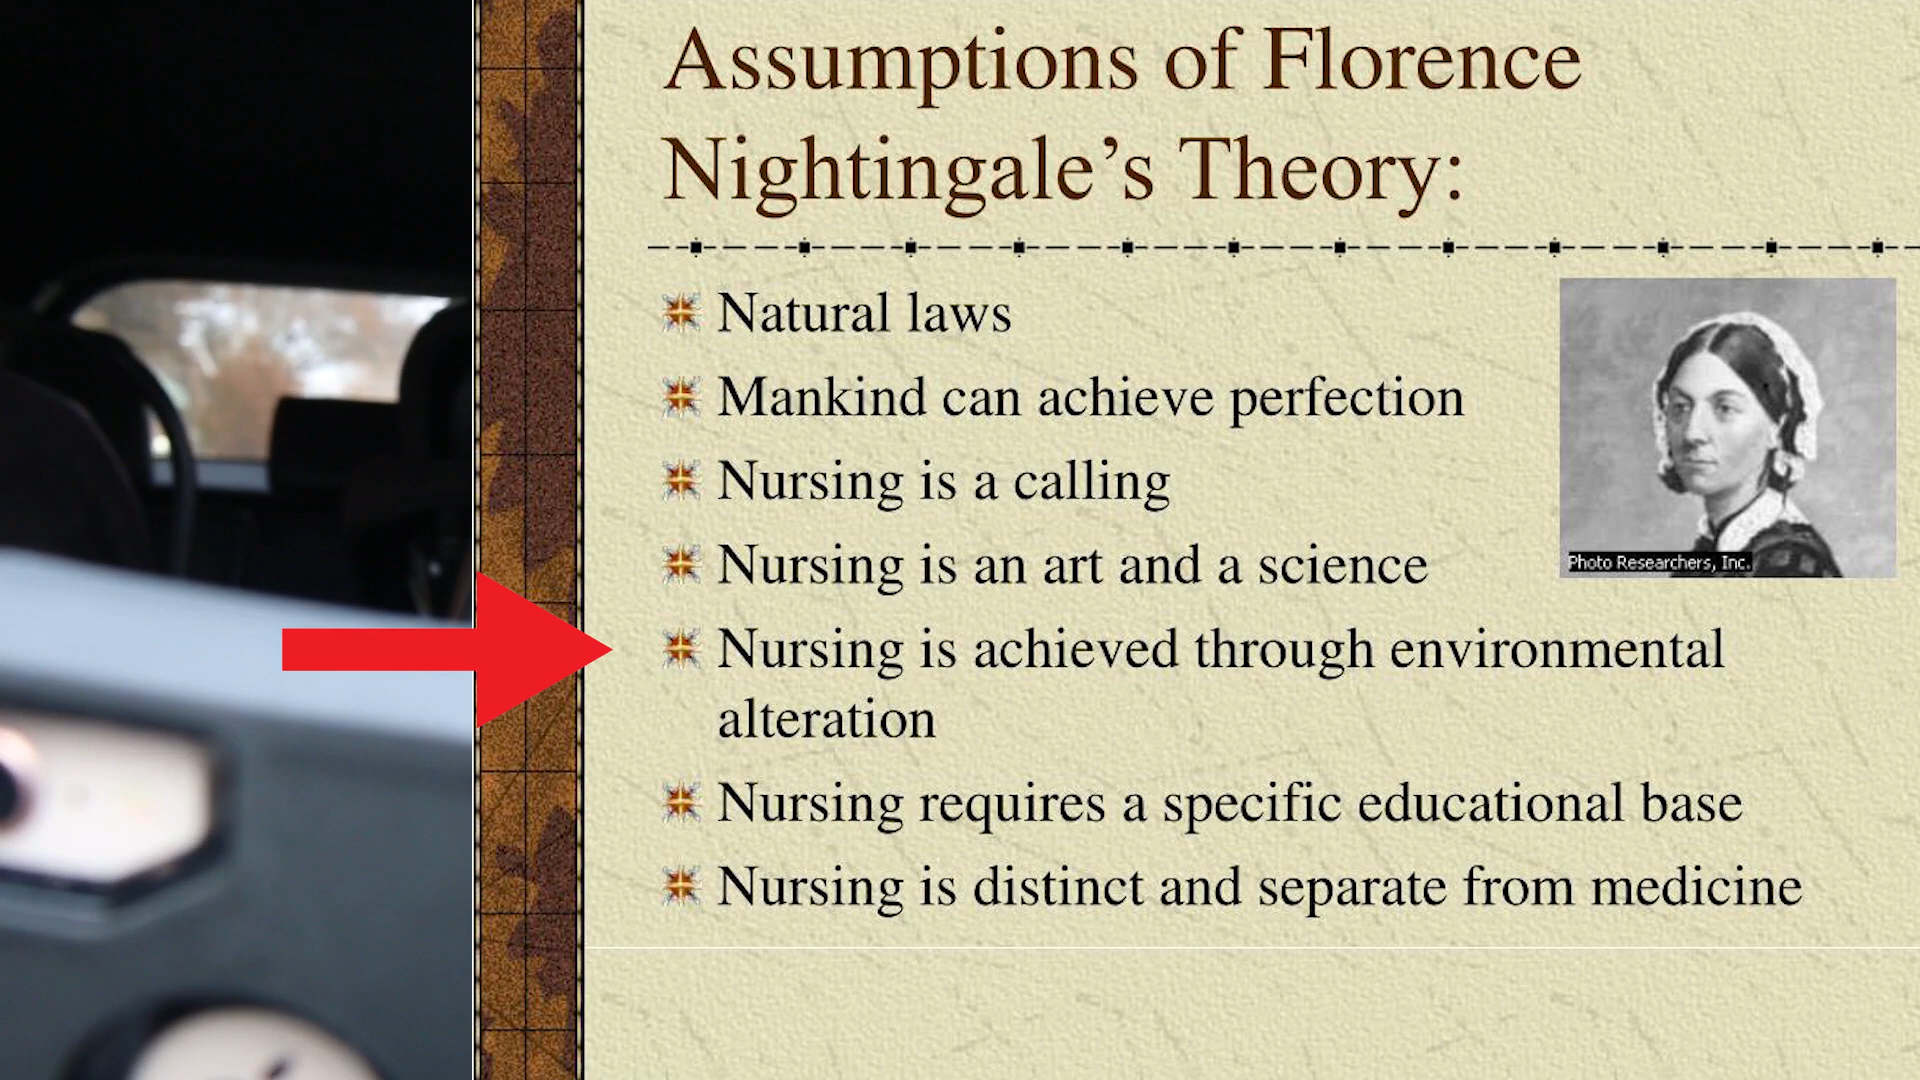 Assumptions of Florence
Nightingale's Theory:
Natural laws
Mankind can achieve perfection
Nursing is a calling
Nursing is an art and a science
Photo Researchers, Inc.
Nursing is achieved through environmental
alteration
Nursing requires a specific educational base
Nursing is distinct and separate from medicine